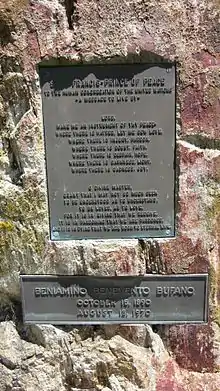 FRANCIS-PRINCE OF PEACE
TO THE HUMAN CONGREGATION OF THE UNITED NATIONS
A MESSAGE TO LIVE BY
LORD,
MAKE ME AN INSTRUMENT OF THY PEACE
WHERE THERE IS HATRED, LET ME SOW LOVE,
WHERE THERE IS INJURY, PARDON,
WHERE THERE IS DOUBT, FAITH,
WHERE THERE IS DESPAIR, HOPE,
WHERE THERE IS DARKNESS, LIGHT,
WHERE THERE IS SADNESS, JOY.
O DIVINE MASTER,
GRANT THAT I MAY NOT SO MUCH SEEK
TO BE UNDERSTOOD AS TO UNDERSTAND,
TO BE LOVED, AS TO LOVE
FOR IT IS IN GIVING THAT WE RECEIVE,
IT IS IN PARDONING THAT WE ARE PARDONED,
IT IS IN DYING THAT WE ARE BORN TO ETERNAL LIFE.
BENIAMINO BENEVENTO BUFANO
OCTOBER 15, 1890
AUGUST 18, 1970